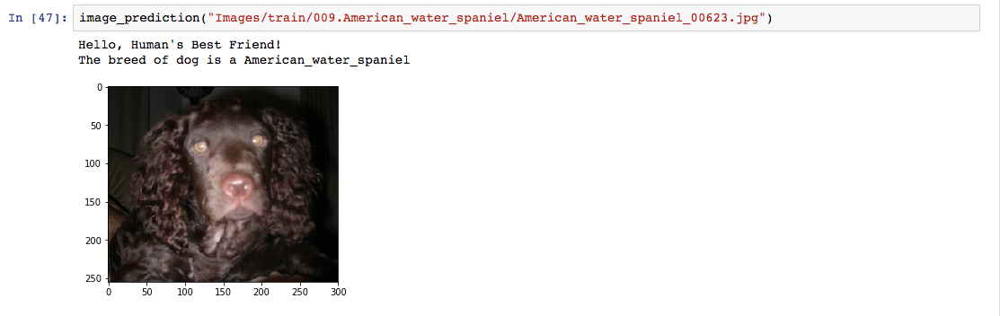 In [47]: image_prediction("Images/train/009.American_water_spaniel/American_water_spaniel_00623.jpg")
Hello, Human's Best Friend!
The breed of dog is a American_water_spaniel
0
50
100
150
200
250
0 50 100 150 200 250 300